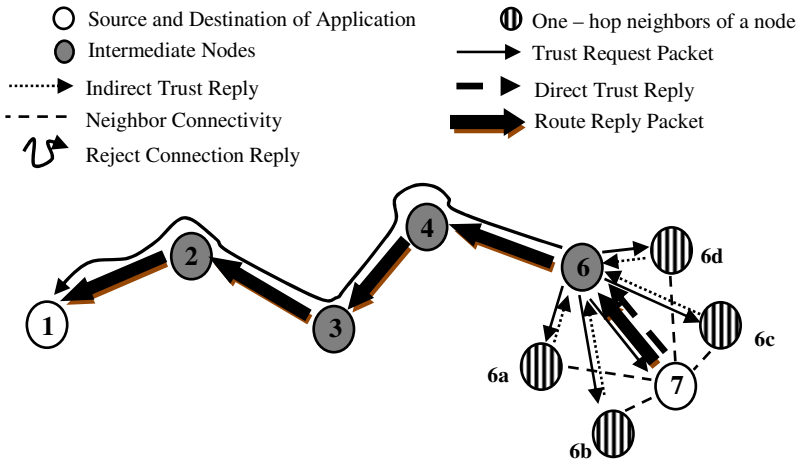 Source and Destination of Application
Intermediate Nodes
Indirect Trust Reply
Neighbor Connectivity
Reject Connection Reply
One – hop neighbors of a node
Trust Request Packet
Direct Trust Reply
Route Reply Packet
1
2
3
4
6
6d
6c
6a
7
6b